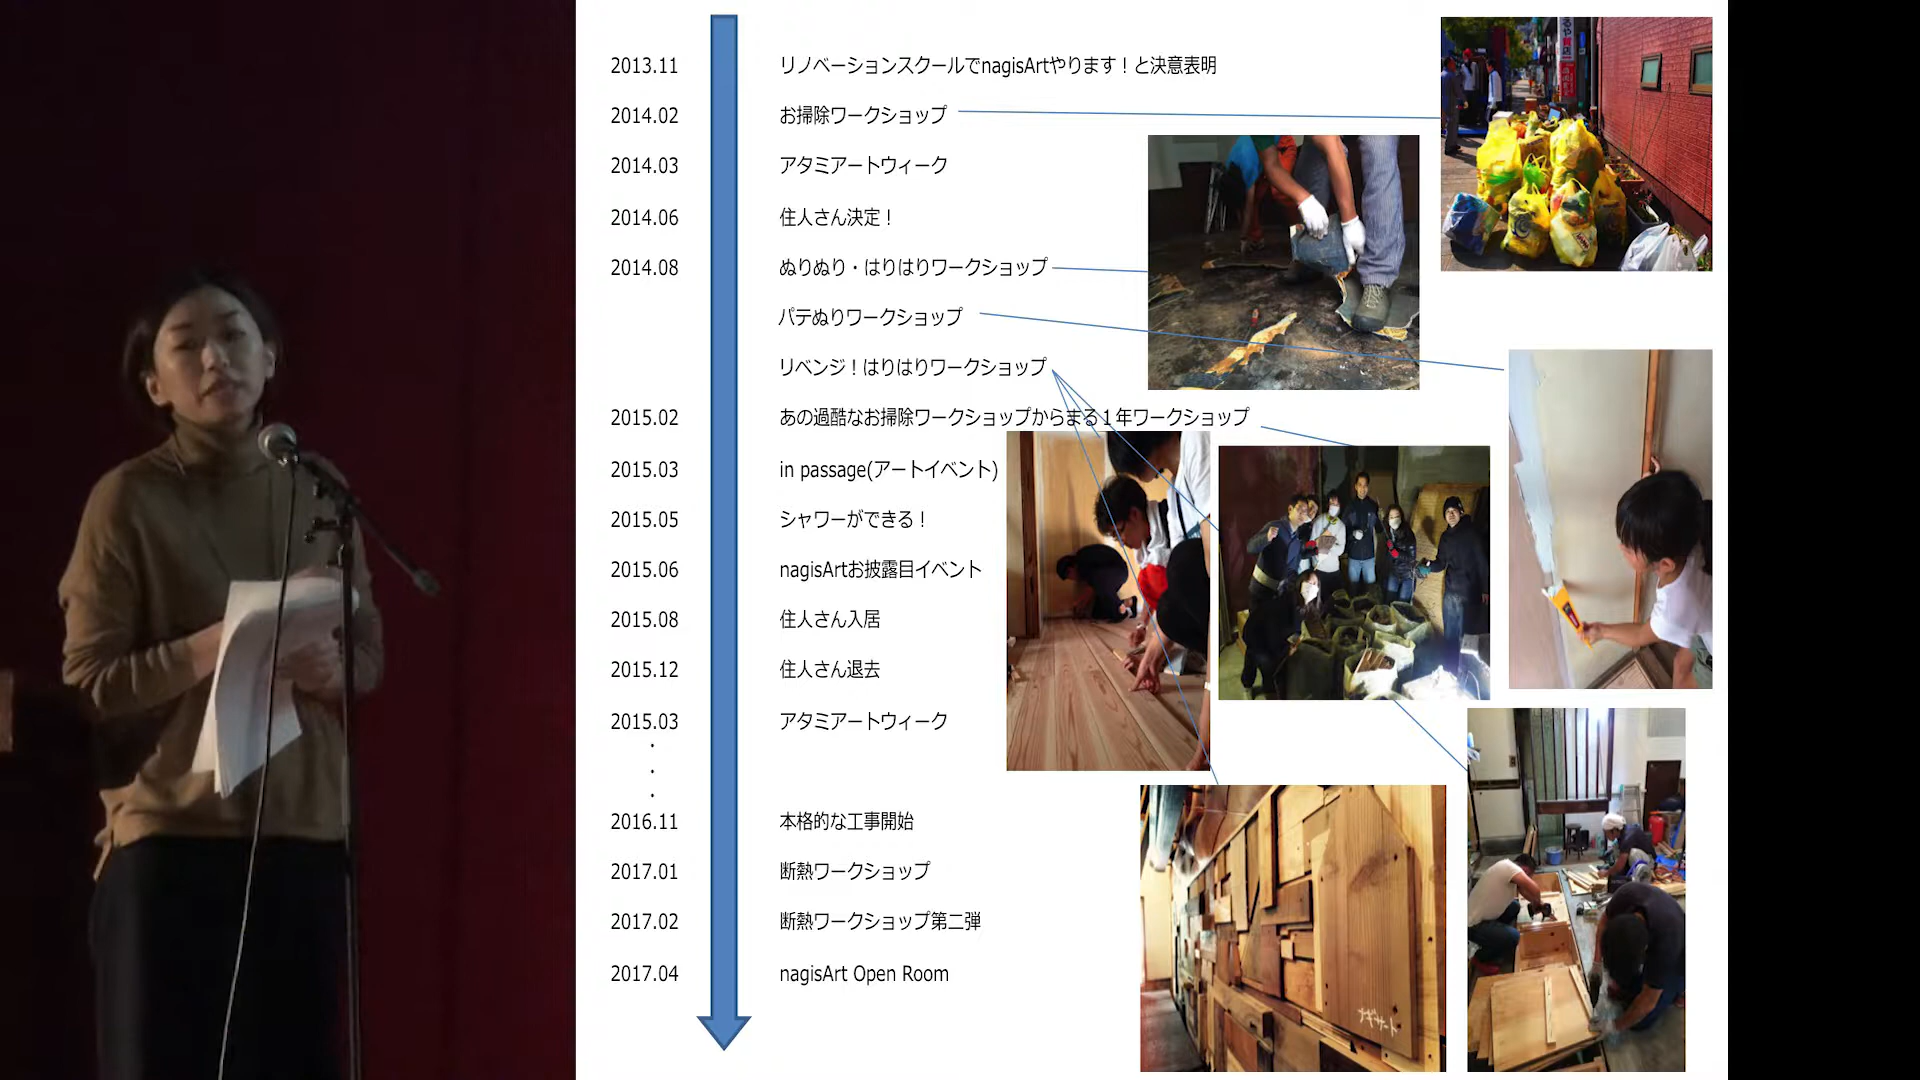 2013.11 リノベーションスクールでnagisArtやります！と決意表明
2014.02 お掃除ワークショップ
2014.03 アタミアートウィーク
2014.06 住人さん決定！
2014.08 ぬりぬり・はりはりワークショップ
パテぬりワークショップ
リベンジ！はりはりワークショップ
2015.02 あの過酷なお掃除ワークショップからまる１年ワークショップ
2015.03 in passage(アートイベント)
2015.05 シャワーができる！
2015.06 nagisArtお披露目イベント
2015.08 住人さん入居
2015.12 住人さん退去
2015.03 アタミアートウィーク
・
・
・
2016.11 本格的な工事開始
2017.01 断熱ワークショップ
2017.02 断熱ワークショップ第二弾
2017.04 nagisArt Open Room
ナギサート